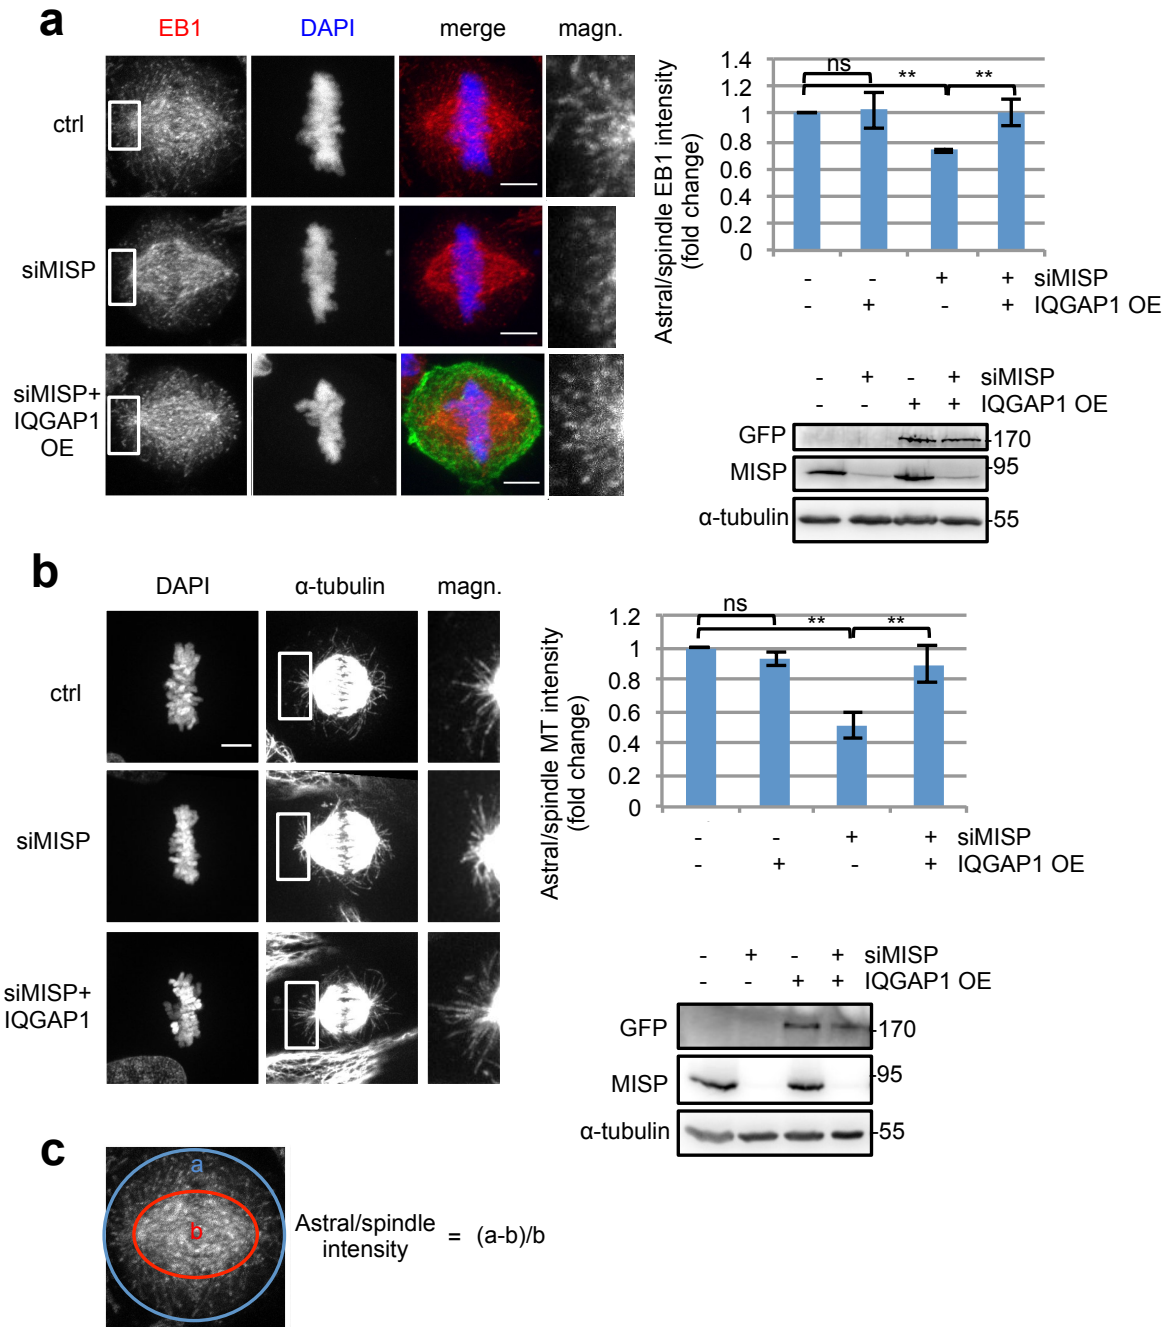 a
EB1 DAPI merge magn.
ctrl
siMISP
siMISP+
IQGAP1
OE
Astral/spindle EB1 intensity
(fold change)
1.4
1.2
1
0.8
0.6
0.4
0.2
0
ns ** **
- - + + siMISP
- + - + IQGAP1 OE
- + - + siMISP
- - + + IQGAP1 OE
GFP -170
MISP -95
α-tubulin -55
b
DAPI α-tubulin magn.
ctrl
siMISP
siMISP+
IQGAP1
Astral/spindle MT intensity
(fold change)
1.2
1
0.8
0.6
0.4
0.2
0
ns ** **
- - + + siMISP
- + - + IQGAP1 OE
- + - + siMISP
- - + + IQGAP1 OE
GFP -170
MISP -95
α-tubulin -55
c
a
b
Astral/spindle
intensity = (a-b)/b